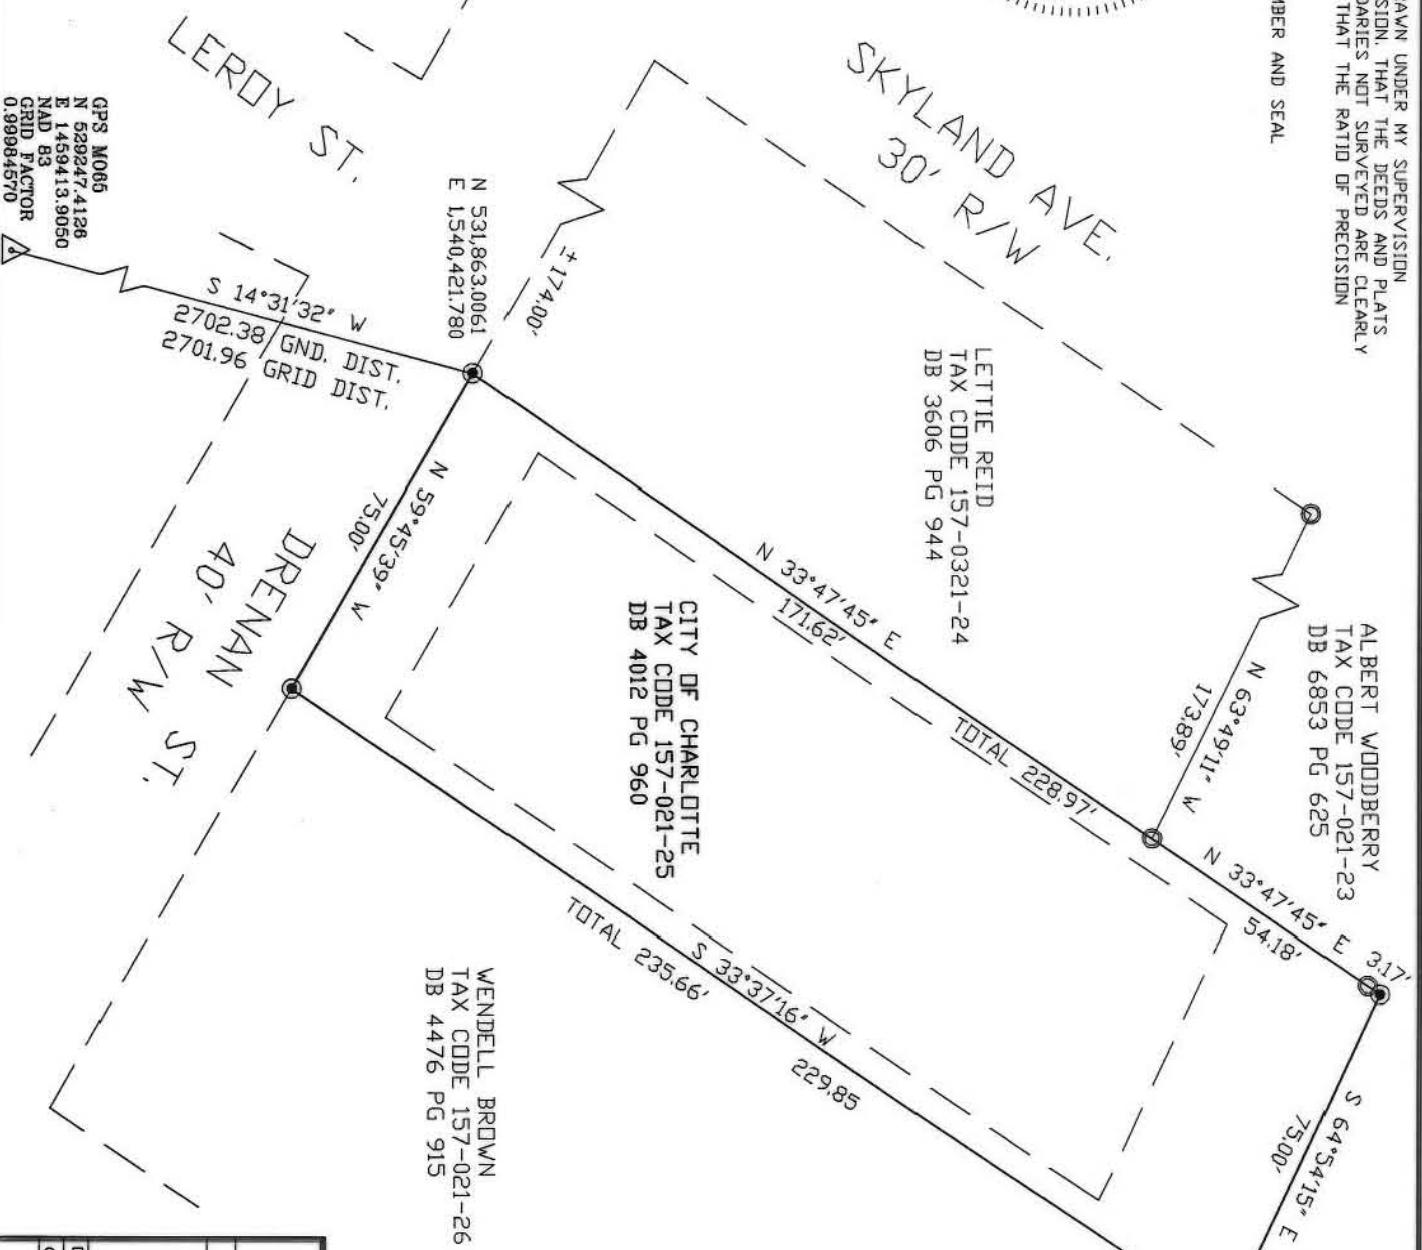 AWN UNDER MY SUPERVISION
SION. THAT THE DEEDS AND PLATS
DARIES NOT SURVEYED ARE CLEARLY
THAT THE RATIO OF PRECISION
MBER AND SEAL
SKYLAND AVE.
30' R/W
LEROY ST.
GPS M065
N 529247.4126
E 1459413.9050
NAD 83
GRID FACTOR
0.99984570
N 531,863.0061
E 1,540,421.780
± 174.00'
S 14°31'32" W
2702.38 GND. DIST.
2701.96 GRID DIST.
LETTIE REID
TAX CODE 157-0321-24
DB 3606 PG 944
ALBERT WOODBERRY
TAX CODE 157-021-23
DB 6853 PG 625
N 63°49'11" W
173.89'
N 33°47'45" E
171.62'
TOTAL 228.97'
N 33°47'45" E
54.18'
3.17'
N 59°45'39" W
75.00'
DRENAN ST.
40' R/W
CITY OF CHARLOTTE
TAX CODE 157-021-25
DB 4012 PG 960
TOTAL 235.66'
S 33°37'16" W
229.85
S 64°54'15" E
75.00'
WENDELL BROWN
TAX CODE 157-021-26
DB 4476 PG 915